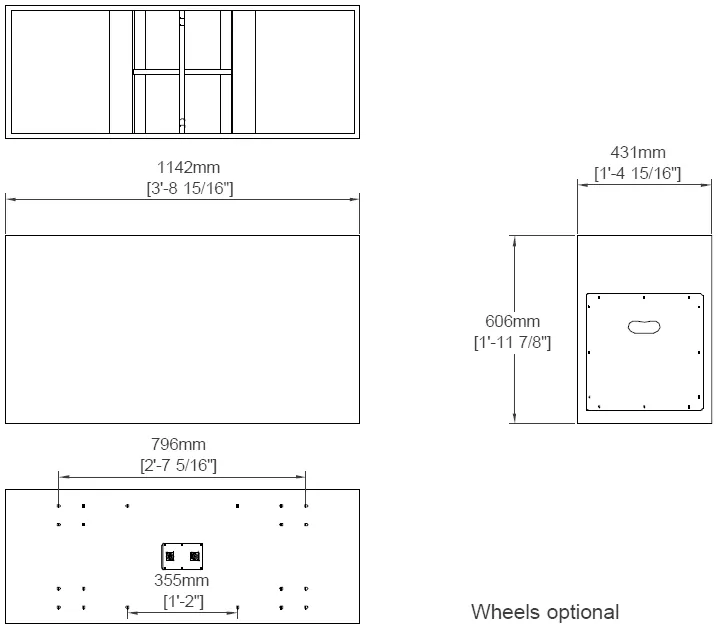 1142mm
[3'-8 15/16"]
431mm
[1'-4 15/16"]
606mm
[1'-11 7/8"]
796mm
[2'-7 5/16"]
355mm
[1'-2"]
Wheels optional